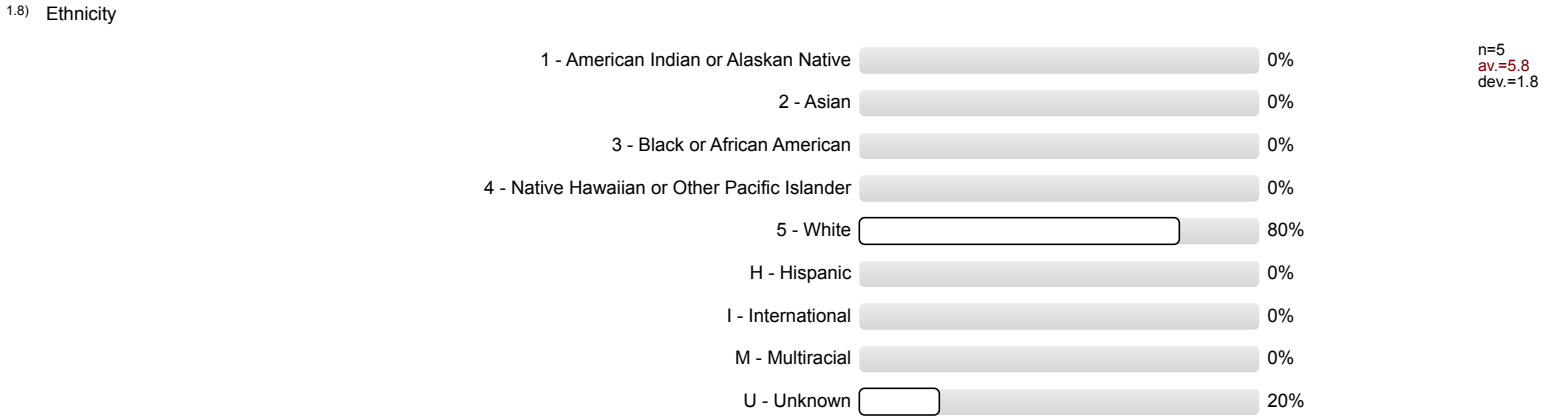 1.8) Ethnicity
1 - American Indian or Alaskan Native 0%
n=5
av.=5.8
dev.=1.8
2 - Asian 0%
3 - Black or African American 0%
4 - Native Hawaiian or Other Pacific Islander 0%
5 - White 80%
H - Hispanic 0%
I - International 0%
M - Multiracial 0%
U - Unknown 20%